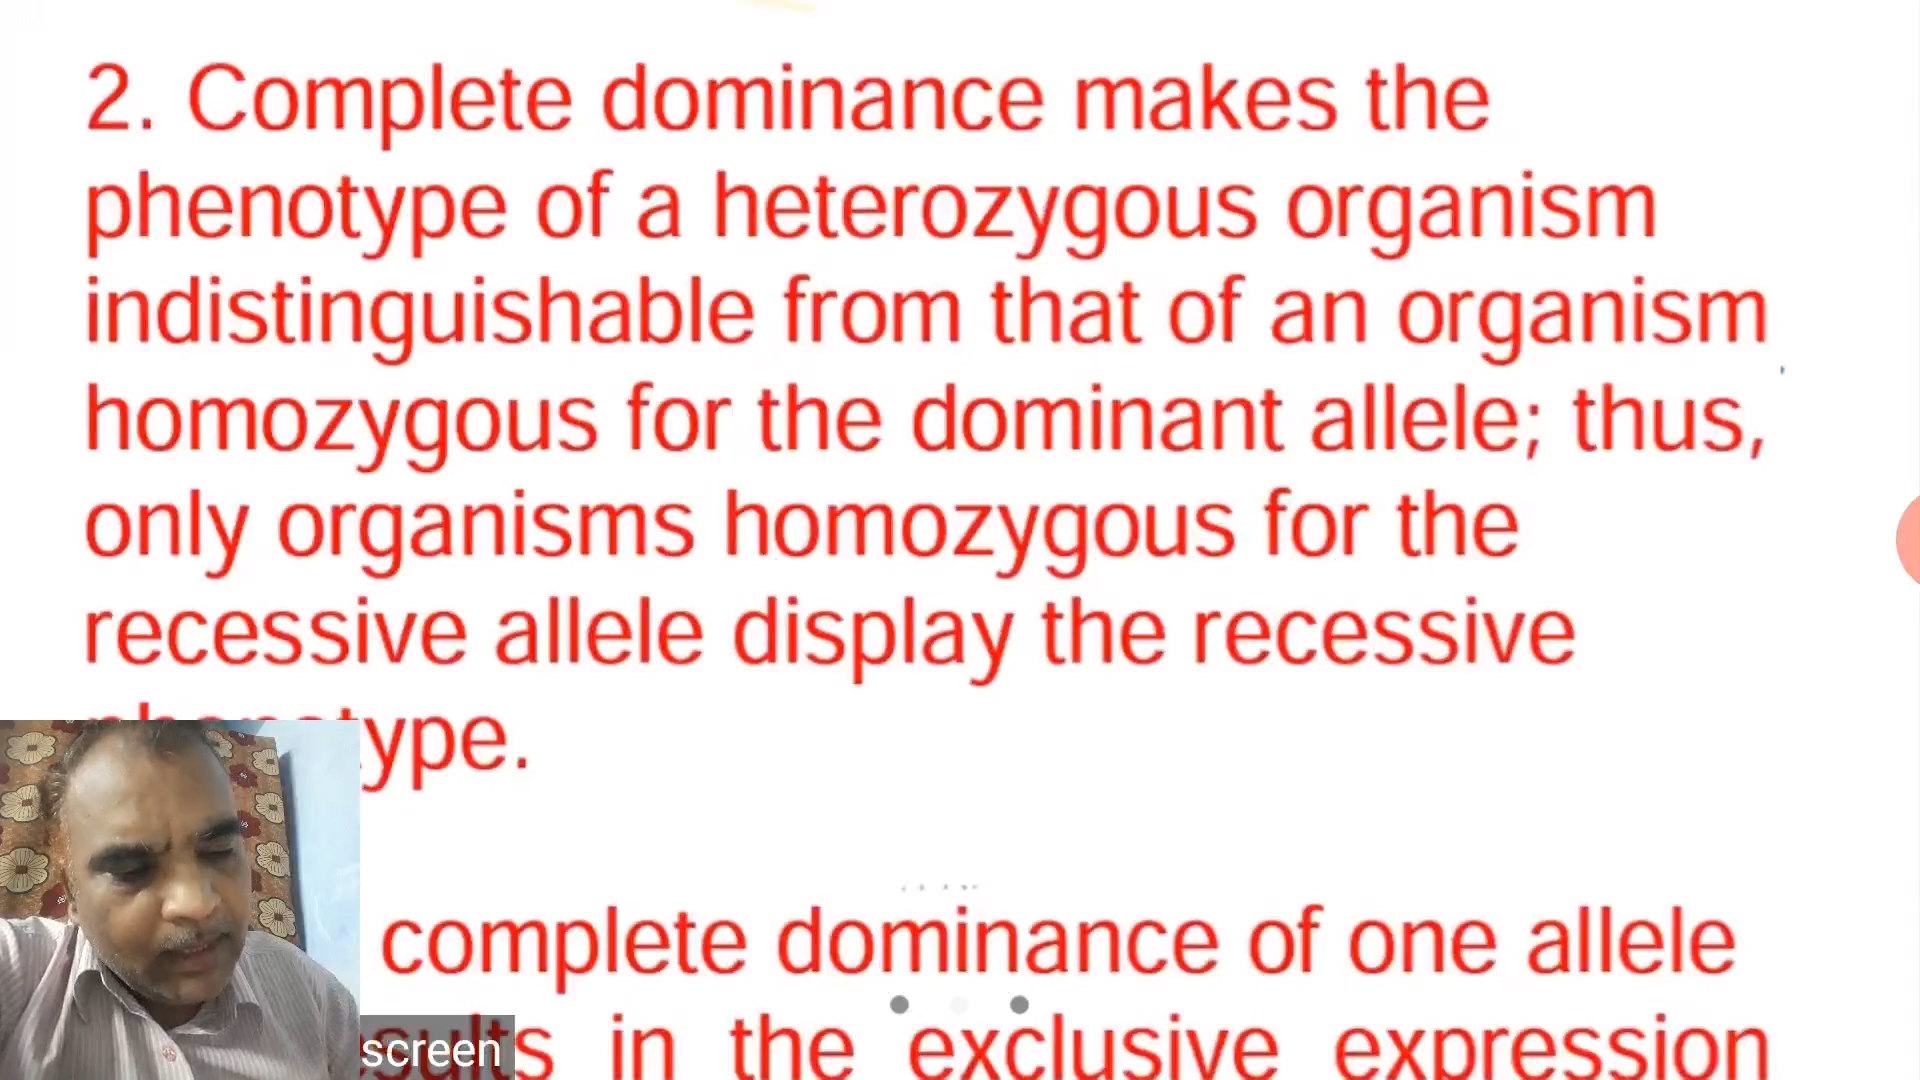 2. Complete dominance makes the
phenotype of a heterozygous organism
indistinguishable from that of an organism
homozygous for the dominant allele; thus,
only organisms homozygous for the
recessive allele display the recessive
phenotype.
complete dominance of one allele
results in the exclusive expression
screen